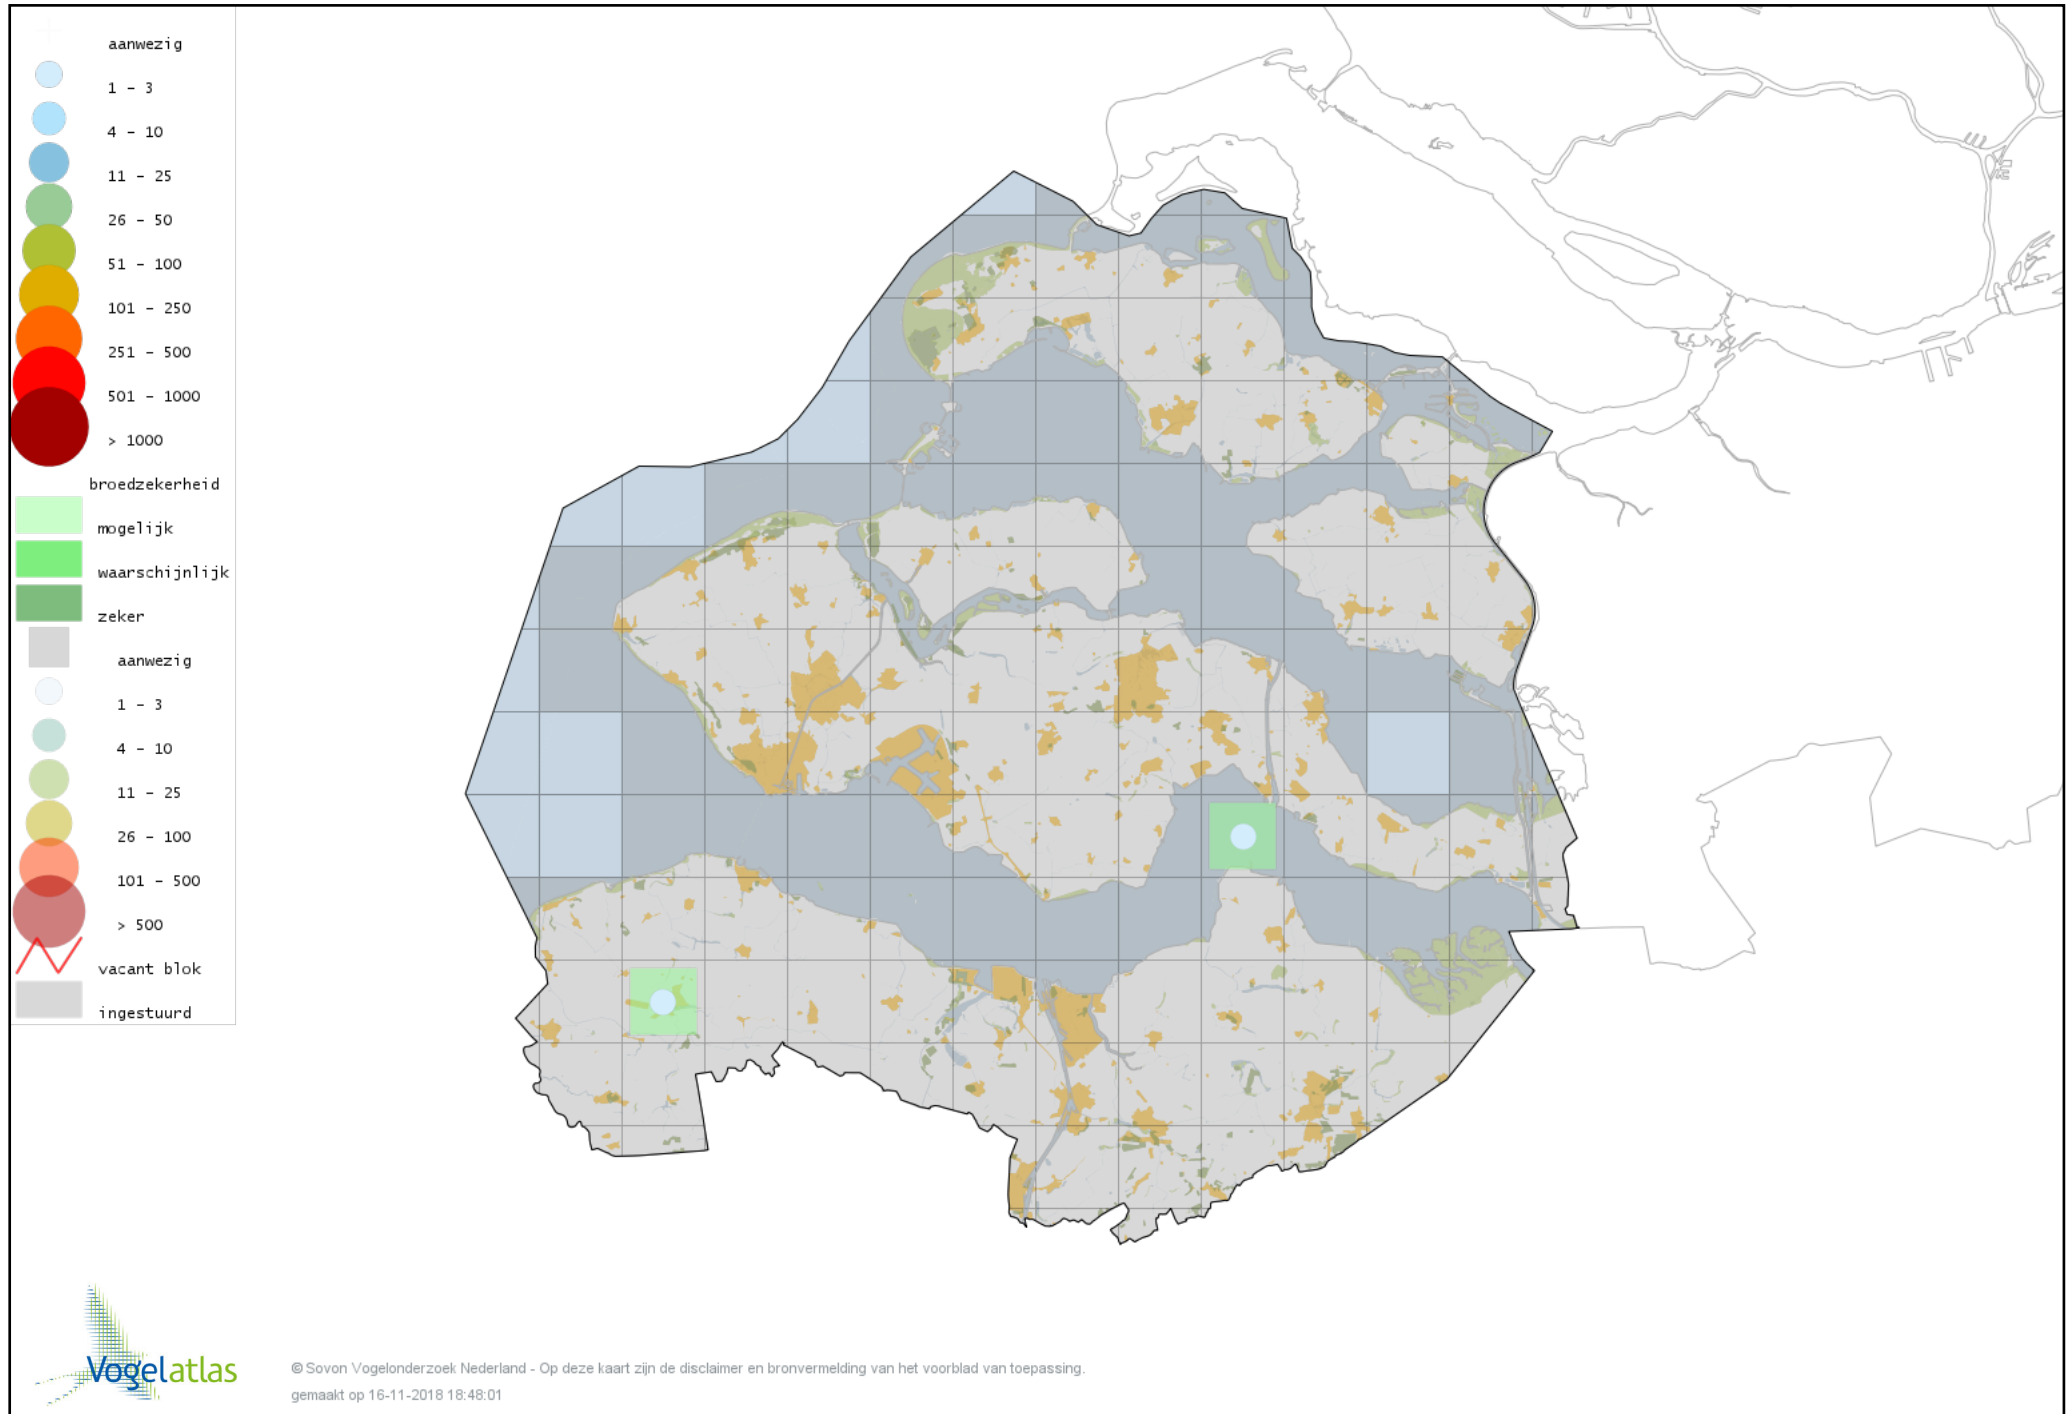 aanwezig
1 - 3
4 - 10
11 - 25
26 - 50
51 - 100
101 - 250
251 - 500
501 - 1000
> 1000
broedzekerheid
mogelijk
waarschijnlijk
zeker
aanwezig
1 - 3
4 - 10
11 - 25
26 - 100
101 - 500
> 500
vacant blok
ingestuurd
Vogelatlas
© Sovon Vogelonderzoek Nederland - Op deze kaart zijn de disclaimer en bronvermelding van het voorblad van toepassing.
gemaakt op 16-11-2018 18:48:01